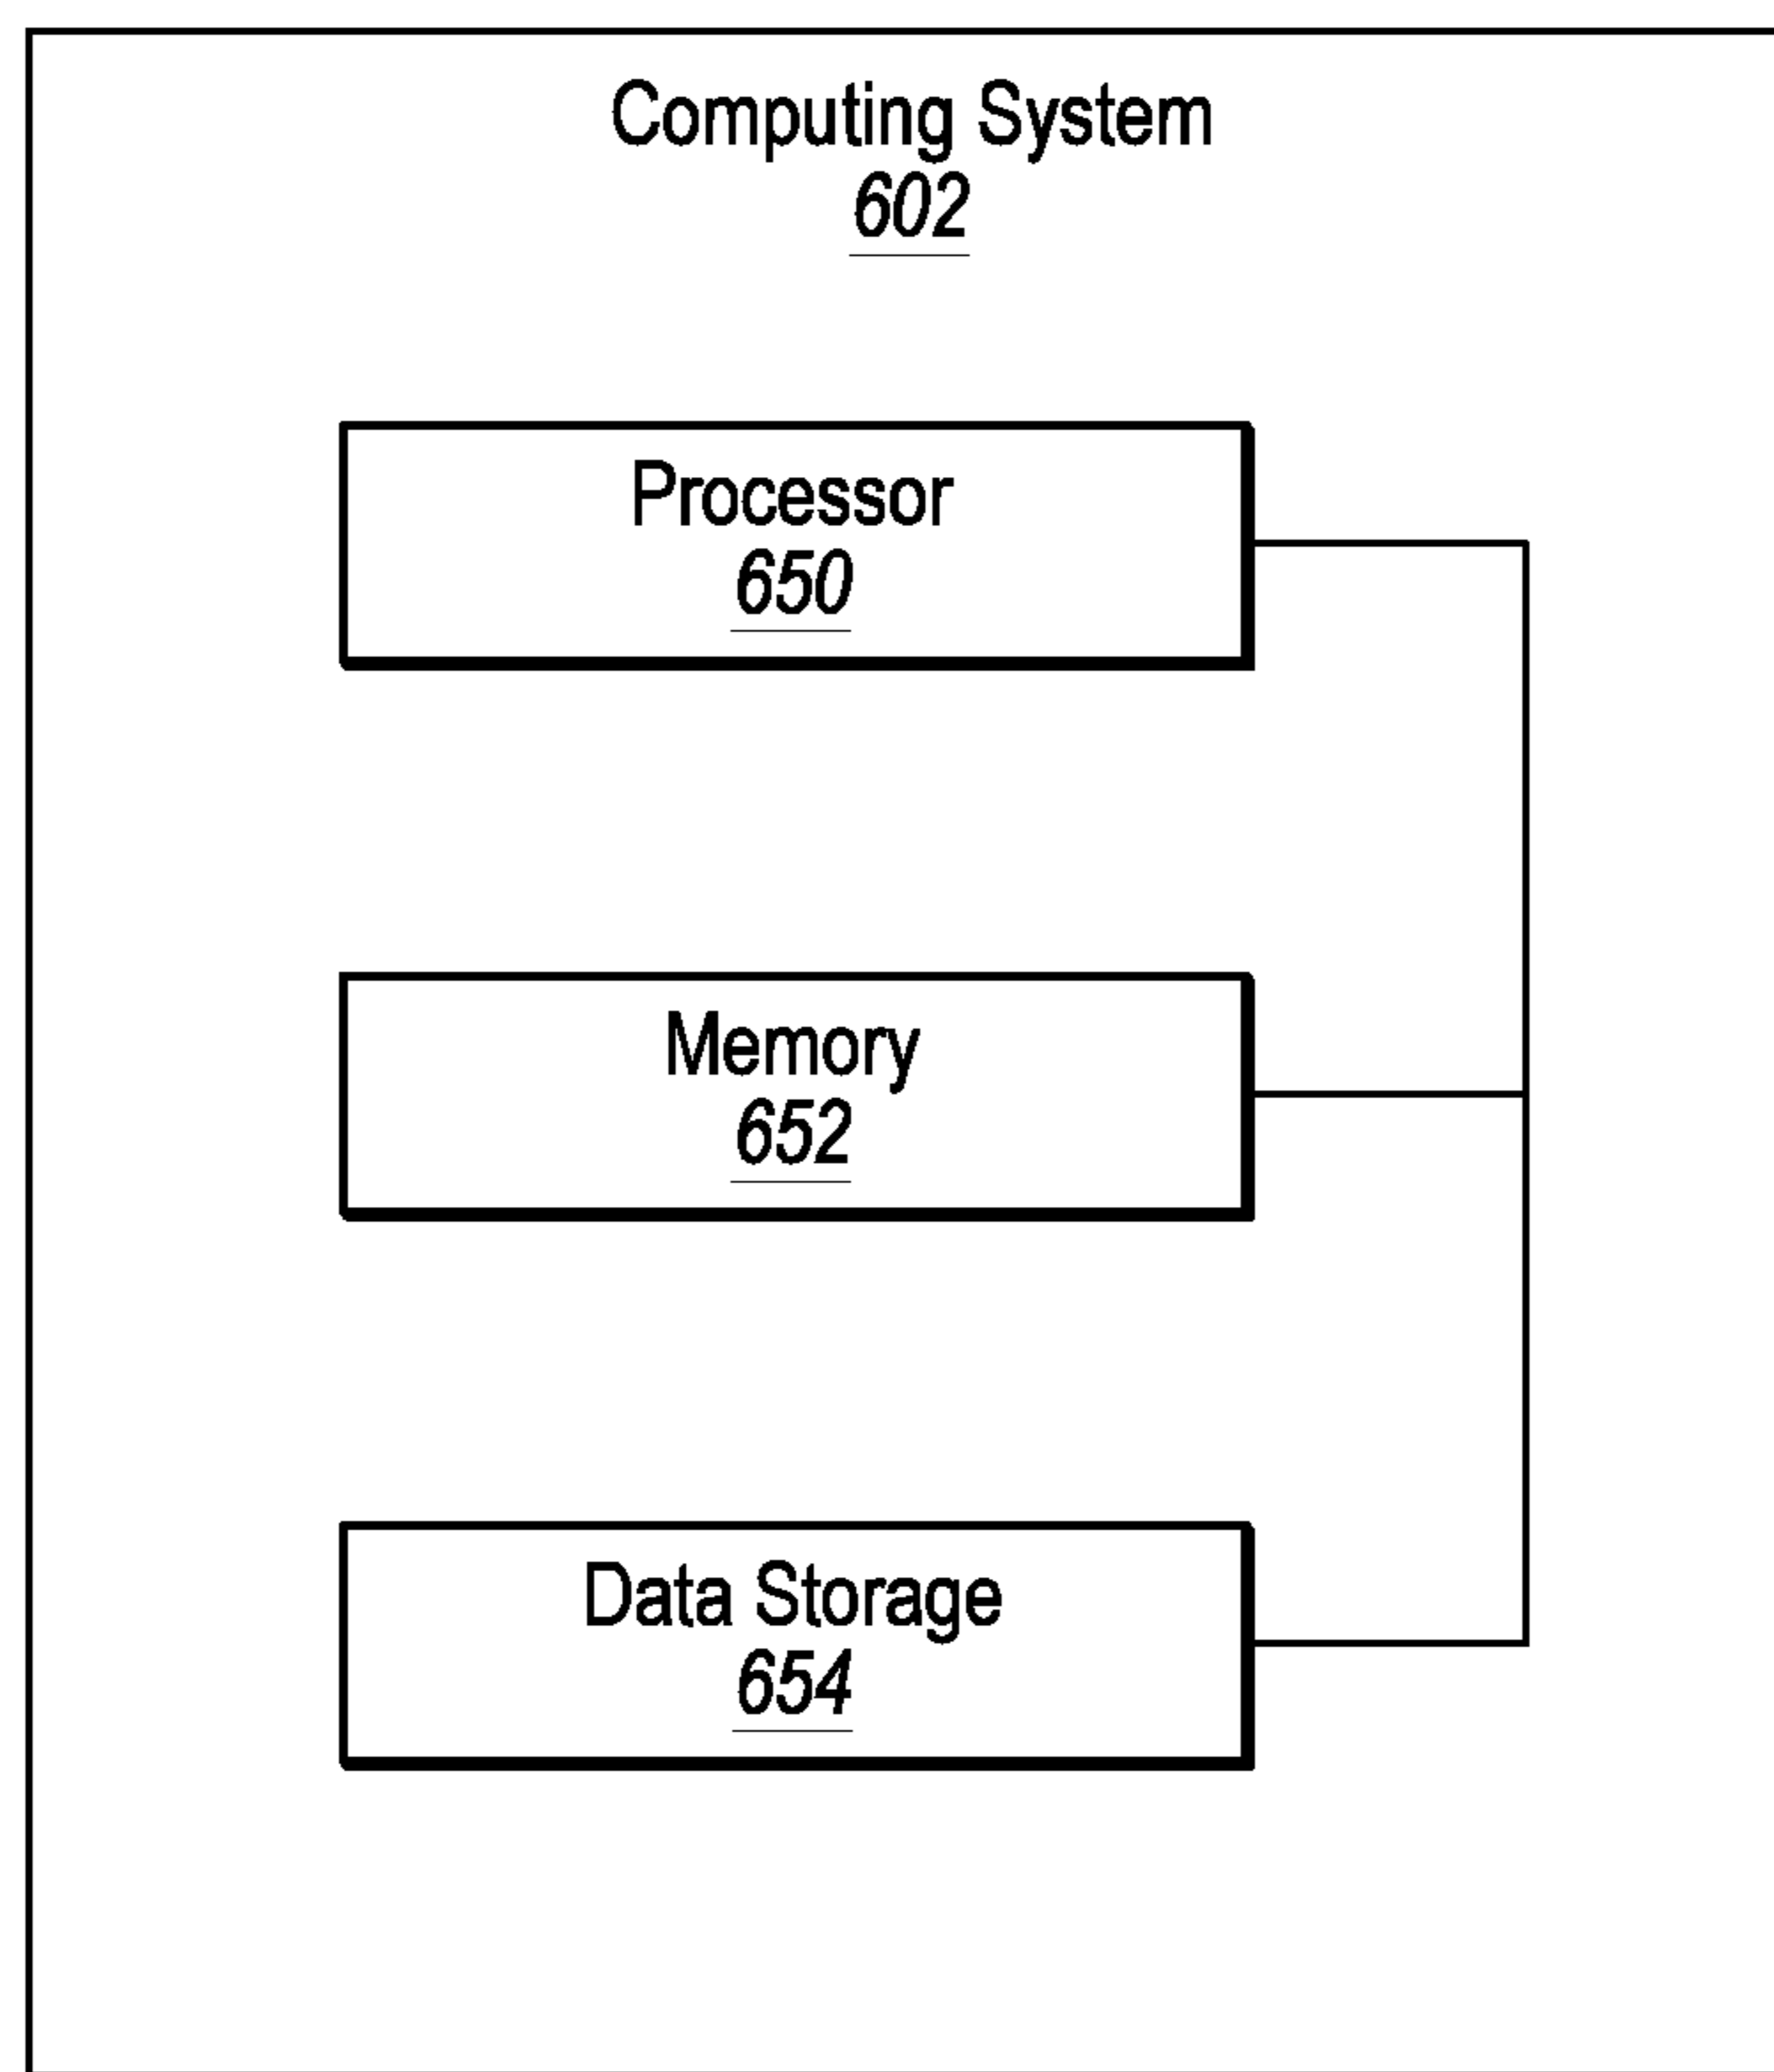 Computing System
602
Processor
650
Memory
652
Data Storage
654